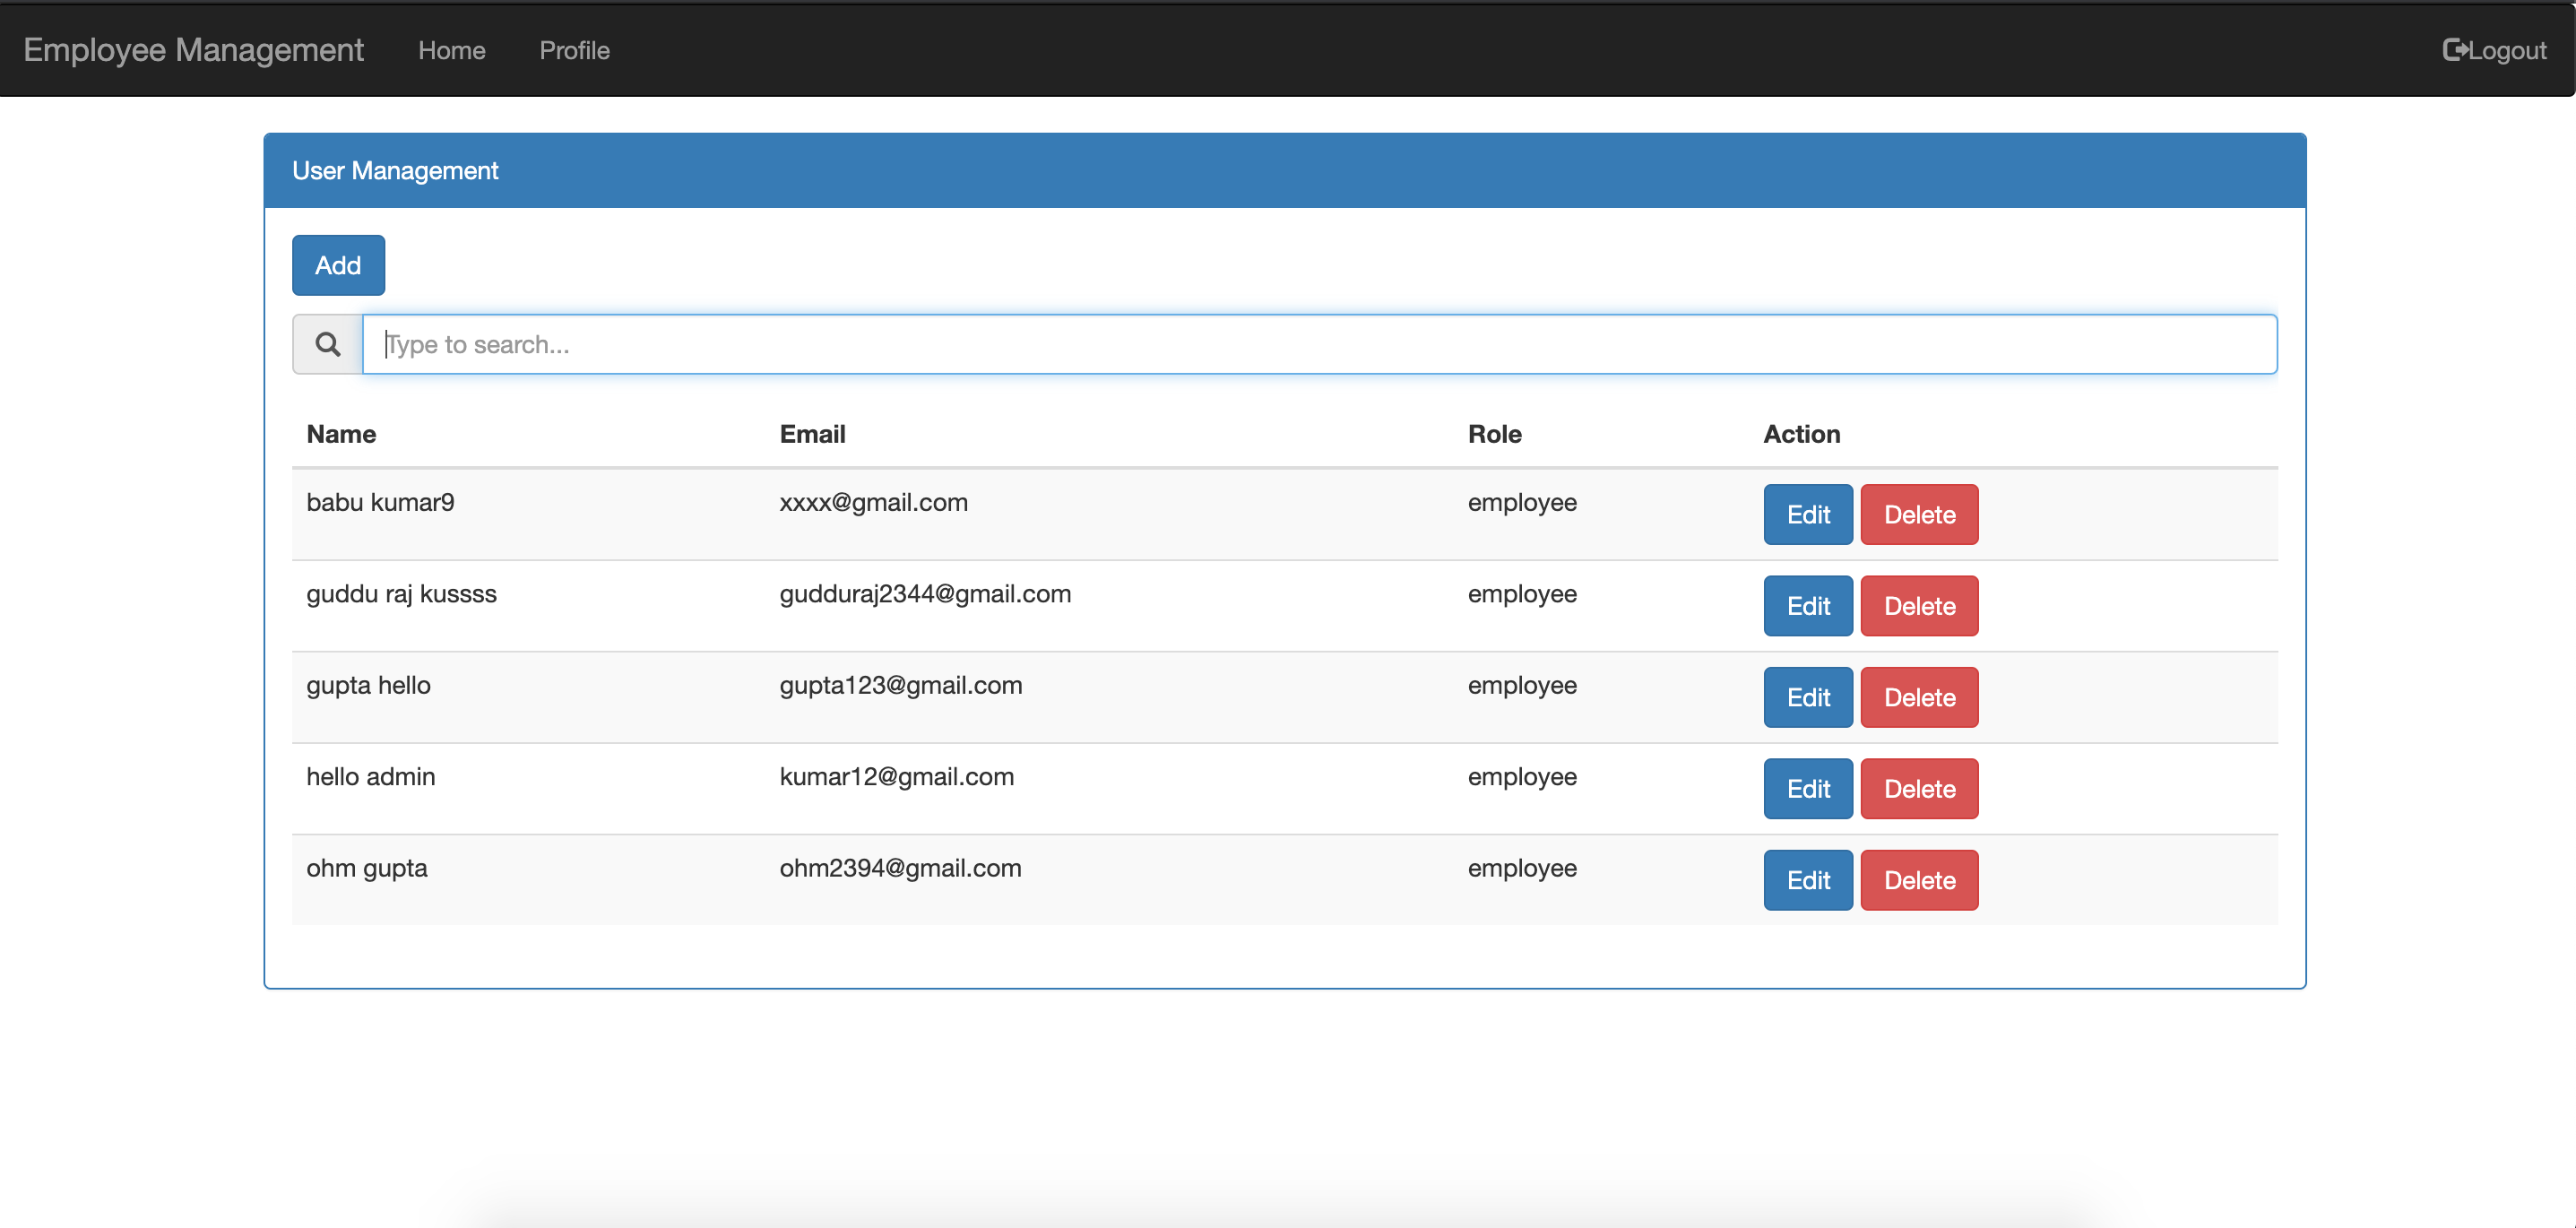 Employee Management Home Profile Logout
User Management
Add
Type to search...
Name Email Role Action
babu kumar9 xxxx@gmail.com employee Edit Delete
guddu raj kussss gudduraj2344@gmail.com employee Edit Delete
gupta hello gupta123@gmail.com employee Edit Delete
hello admin kumar12@gmail.com employee Edit Delete
ohm gupta ohm2394@gmail.com employee Edit Delete